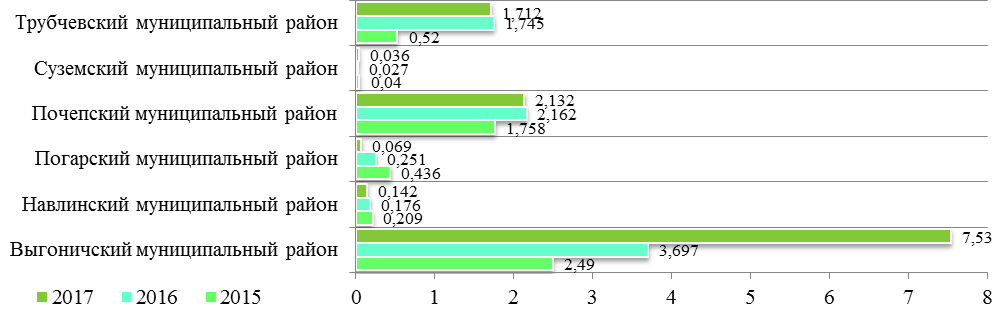 Трубчевский муниципальный район
1,712
1,745
0,52
Суземский муниципальный район
0,036
0,027
0,04
Почепский муниципальный район
2,132
2,162
1,758
Погарский муниципальный район
0,069
0,251
0,436
Навлинский муниципальный район
0,142
0,176
0,209
Выгоничский муниципальный район
7,53
3,697
2,49
2017 2016 2015
0 1 2 3 4 5 6 7 8